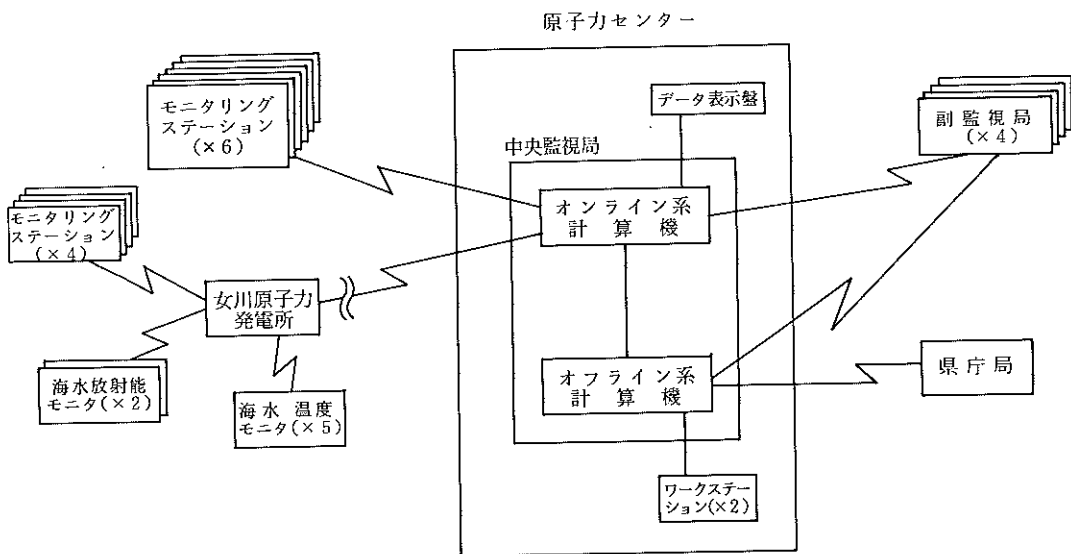 原子力センター
モニタリング
ステーション
(×6)
データ表示盤
副監視局
(×4)
中央監視局
オンライン系
計算機
モニタリング
ステーション
(×4)
女川原子力
発電所
海水放射能
モニタ(×2)
海水温度
モニタ(×5)
オフライン系
計算機
県庁局
ワークステー
ション(×2)